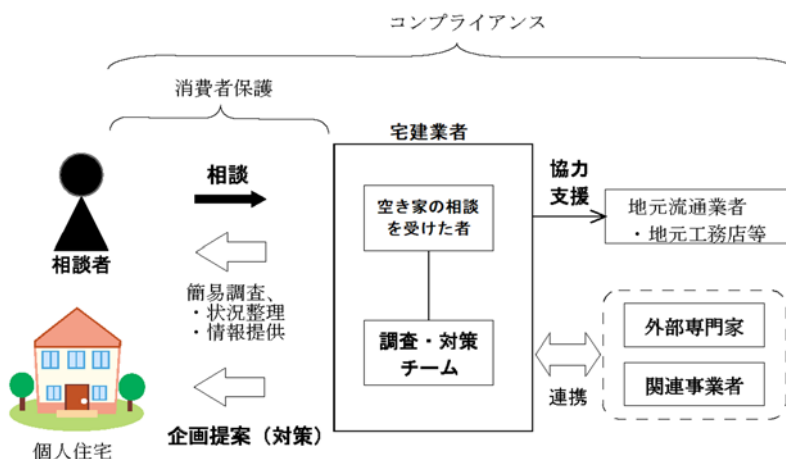 コンプライアンス
消費者保護
宅建業者
相談
空き家の相談
を受けた者
協力
支援
地元流通業者
・地元工務店等
相談者
簡易調査、
・状況整理
・情報提供
調査・対策
チーム
外部専門家
関連事業者
連携
企画提案（対策）
個人住宅